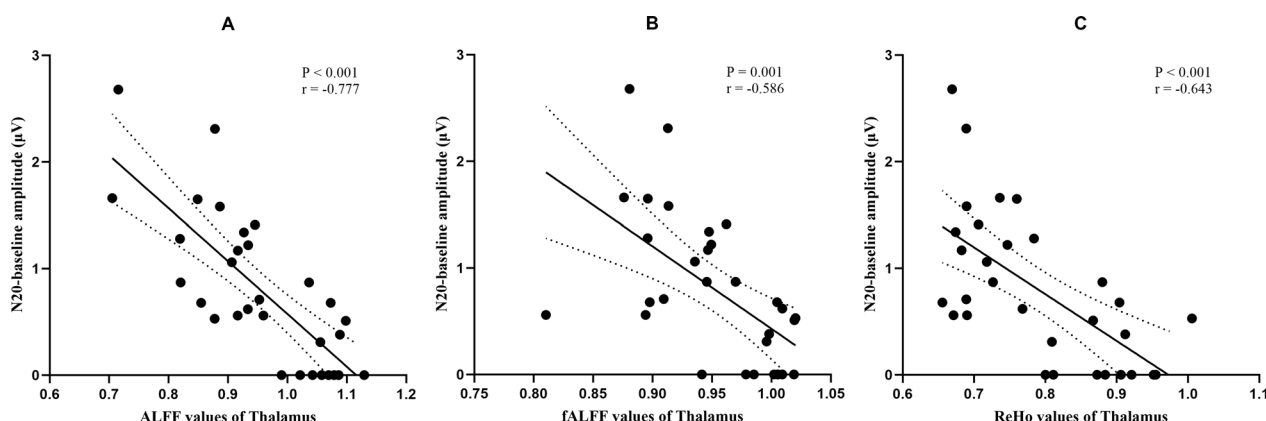 A
P < 0.001
r = -0.777
N20-baseline amplitude (μV)
3
2
1
0
0.6
0.7
0.8
0.9
1.0
1.1
1.2
ALFF values of Thalamus
B
P = 0.001
r = -0.586
N20-baseline amplitude (μV)
3
2
1
0
0.75
0.80
0.85
0.90
0.95
1.00
1.05
fALFF values of Thalamus
C
P < 0.001
r = -0.643
N20-baseline amplitude (μV)
3
2
1
0
0.6
0.7
0.8
0.9
1.0
1.1
ReHo values of Thalamus